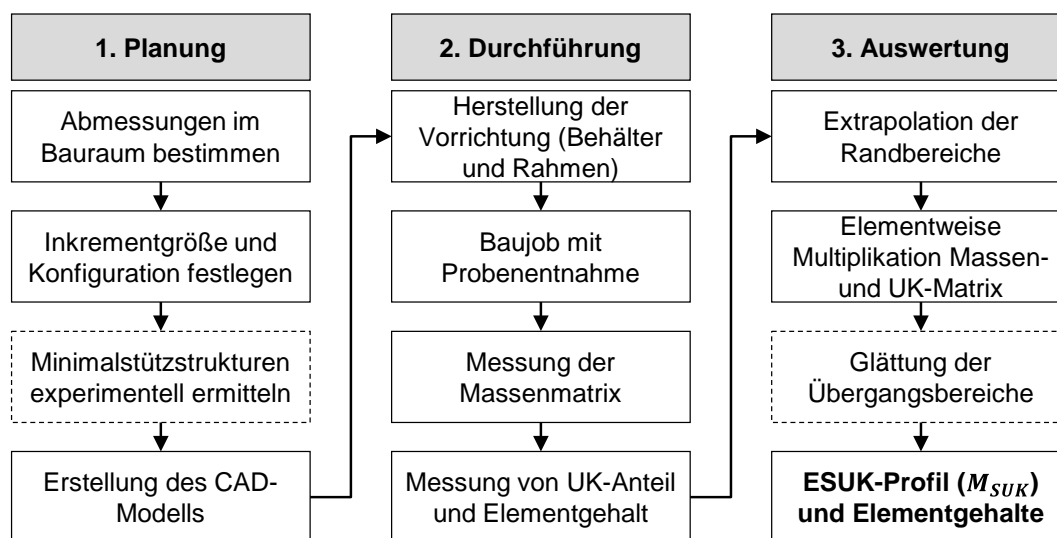 1. Planung
Abmessungen im
Bauraum bestimmen
Inkrementgröße und
Konfiguration festlegen
Minimalstützstrukturen
experimentell ermitteln
Erstellung des CAD-
Modells
2. Durchführung
Herstellung der
Vorrichtung (Behälter
und Rahmen)
Baujob mit
Probenentnahme
Messung der
Massenmatrix
Messung von UK-Anteil
und Elementgehalt
3. Auswertung
Extrapolation der
Randbereiche
Elementweise
Multiplikation Massen-
und UK-Matrix
Glättung der
Übergangsbereiche
ESUK-Profil (M_SUK)
und Elementgehalte